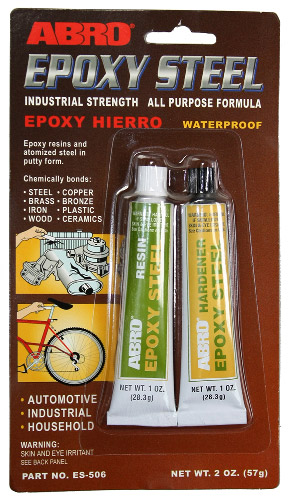 ABRO®
EPOXY STEEL
INDUSTRIAL STRENGTH ALL PURPOSE FORMULA
EPOXY HIERRO WATERPROOF
Epoxy resins and
atomized steel in
putty form.
Chemically bonds:
• STEEL • COPPER
• BRASS • BRONZE
• IRON • PLASTIC
• WOOD • CERAMICS
• AUTOMOTIVE
• INDUSTRIAL
• HOUSEHOLD
WARNING:
SKIN AND EYE IRRITANT
SEE BACK PANEL
PART NO. ES-506
NET WT. 2 OZ. (57g)
RESIN
ABRO EPOXY STEEL
NET WT. 1 OZ.
(28.3g)
HARDENER
ABRO EPOXY STEEL
NET WT. 1 OZ.
(28.3g)